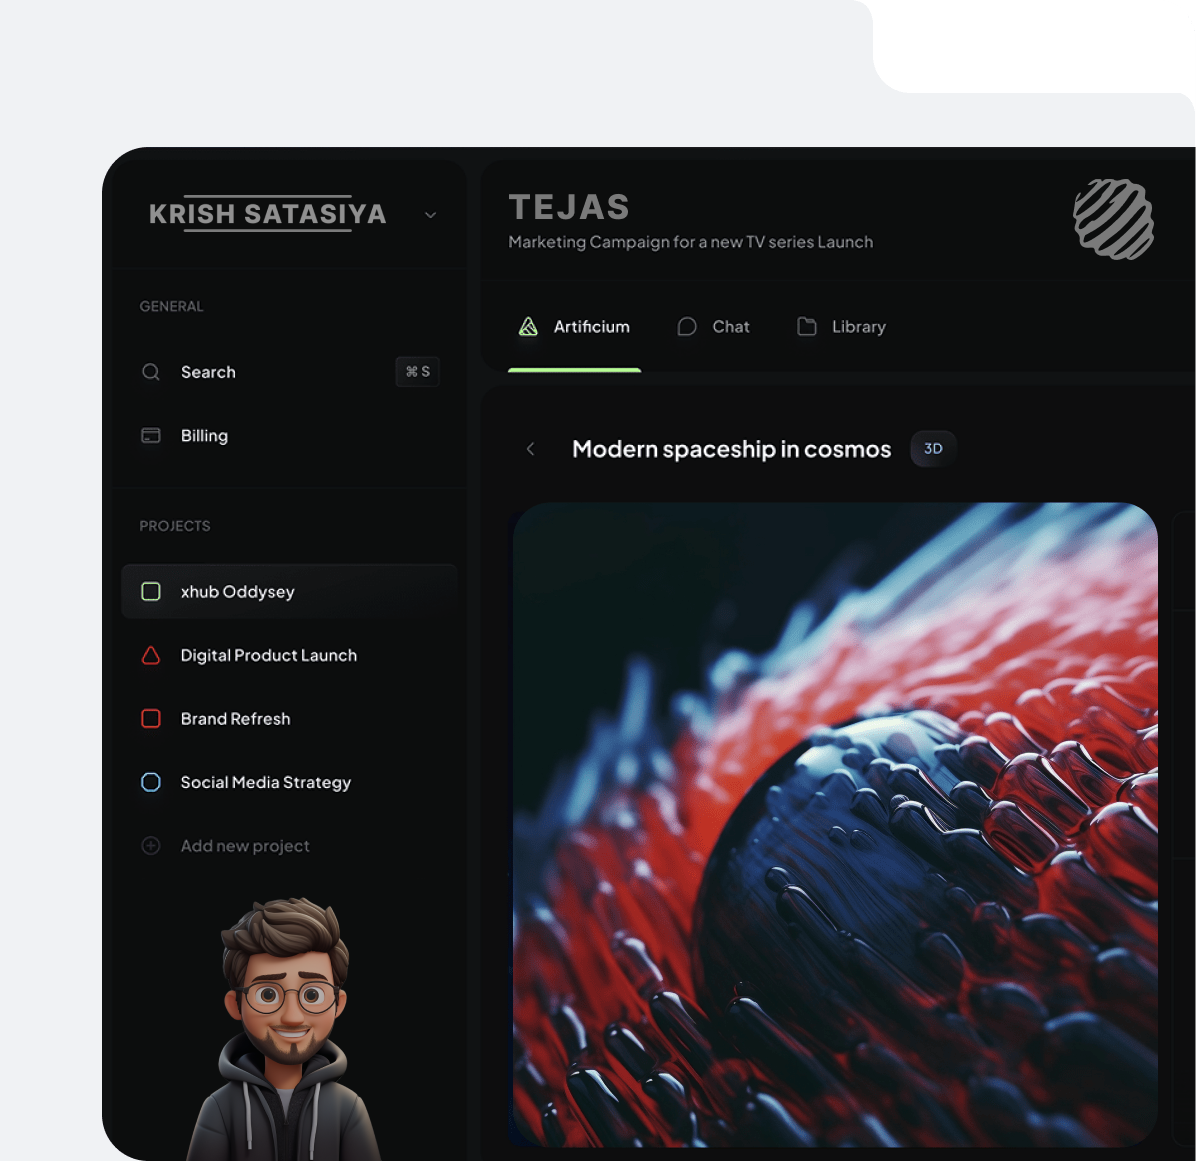 KRISH SATASIYA
GENERAL
Search
⌘ S
Billing
PROJECTS
xhub Oddysey
Digital Product Launch
Brand Refresh
Social Media Strategy
Add new project
TEJAS
Marketing Campaign for a new TV series Launch
Artificium
Chat
Library
Modern spaceship in cosmos
3D